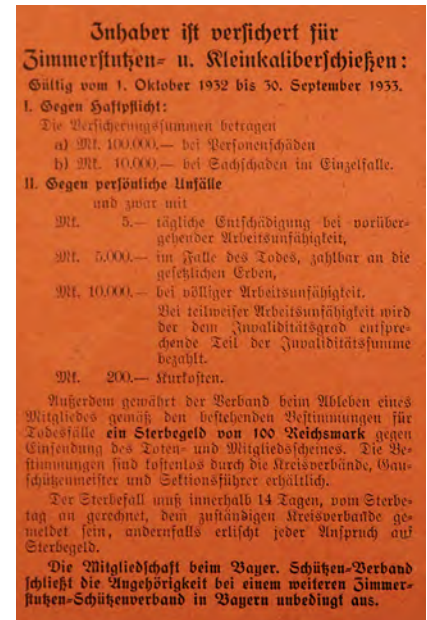 Inhaber ist versichert für
Zimmerstutzen- u. Kleinkaliberschießen:
Gültig vom 1. Oktober 1932 bis 30. September 1933.
I. Gegen Haftpflicht:
Die Versicherungssummen betragen
a) Mk. 100.000.— bei Personenschäden
b) Mk. 10.000.— bei Sachschaden im Einzelfalle.
II. Gegen persönliche Unfälle
und zwar mit
Mk. 5.— tägliche Entschädigung bei vorüber-
gehender Arbeitsunfähigkeit,
Mk. 5.000.— im Falle des Todes, zahlbar an die
gesetzlichen Erben,
Mk. 10.000.— bei völliger Arbeitsunfähigkeit.
Bei teilweiser Arbeitsunfähigkeit wird
der dem Invaliditätsgrad entspre-
chende Teil der Invaliditätssumme
bezahlt.
Mk. 200.— Kurkosten.
Außerdem gewährt der Verband beim Ableben eines
Mitgliedes gemäß den bestehenden Bestimmungen für
Todesfälle ein Sterbegeld von 100 Reichsmark gegen
Einsendung des Toten- und Mitgliedsscheines. Die Be-
stimmungen sind kostenlos durch die Kreisverbände, Gau-
schützenmeister und Sektionsführer erhältlich.
Der Sterbefall muß innerhalb 14 Tagen, vom Sterbe-
tag an gerechnet, dem zuständigen Kreisverbande ge-
meldet sein, andernfalls erlischt jeder Anspruch auf
Sterbegeld.
Die Mitgliedschaft beim Bayer. Schützen-Verband
schließt die Angehörigkeit bei einem weiteren Zimmer-
stutzen-Schützenverband in Bayern unbedingt aus.